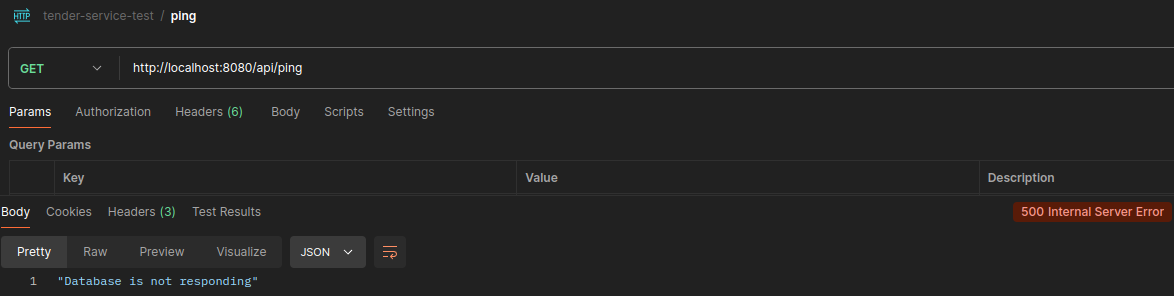 HTTP tender-service-test / ping
GET http://localhost:8080/api/ping
Params Authorization Headers (6) Body Scripts Settings
Query Params
Key Value Description
Body Cookies Headers (3) Test Results 500 Internal Server Error
Pretty Raw Preview Visualize JSON
1 "Database is not responding"